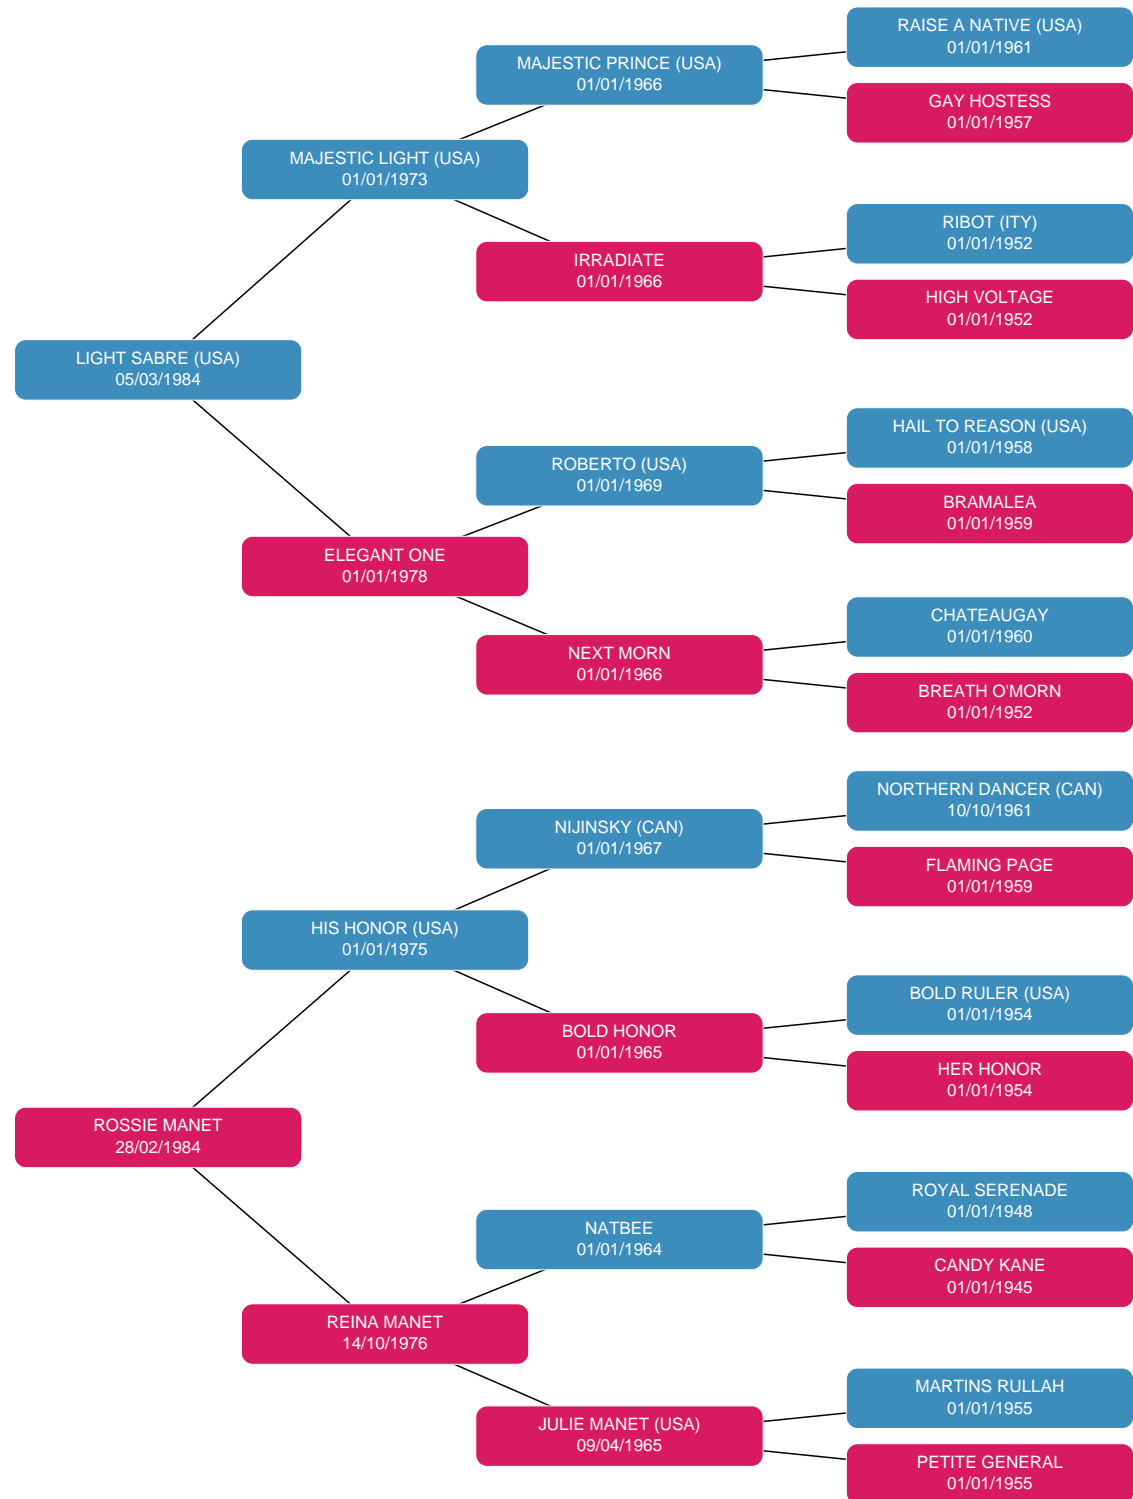 RAISE A NATIVE (USA)
01/01/1961
MAJESTIC PRINCE (USA)
01/01/1966
GAY HOSTESS
01/01/1957
MAJESTIC LIGHT (USA)
01/01/1973
RIBOT (ITY)
01/01/1952
IRRADIATE
01/01/1966
HIGH VOLTAGE
01/01/1952
LIGHT SABRE (USA)
05/03/1984
HAIL TO REASON (USA)
01/01/1958
ROBERTO (USA)
01/01/1969
BRAMALEA
01/01/1959
ELEGANT ONE
01/01/1978
CHATEAUGAY
01/01/1960
NEXT MORN
01/01/1966
BREATH O'MORN
01/01/1952
NORTHERN DANCER (CAN)
10/10/1961
NIJINSKY (CAN)
01/01/1967
FLAMING PAGE
01/01/1959
HIS HONOR (USA)
01/01/1975
BOLD RULER (USA)
01/01/1954
BOLD HONOR
01/01/1965
HER HONOR
01/01/1954
ROSSIE MANET
28/02/1984
ROYAL SERENADE
01/01/1948
NATBEE
01/01/1964
CANDY KANE
01/01/1945
REINA MANET
14/10/1976
MARTINS RULLAH
01/01/1955
JULIE MANET (USA)
09/04/1965
PETITE GENERAL
01/01/1955